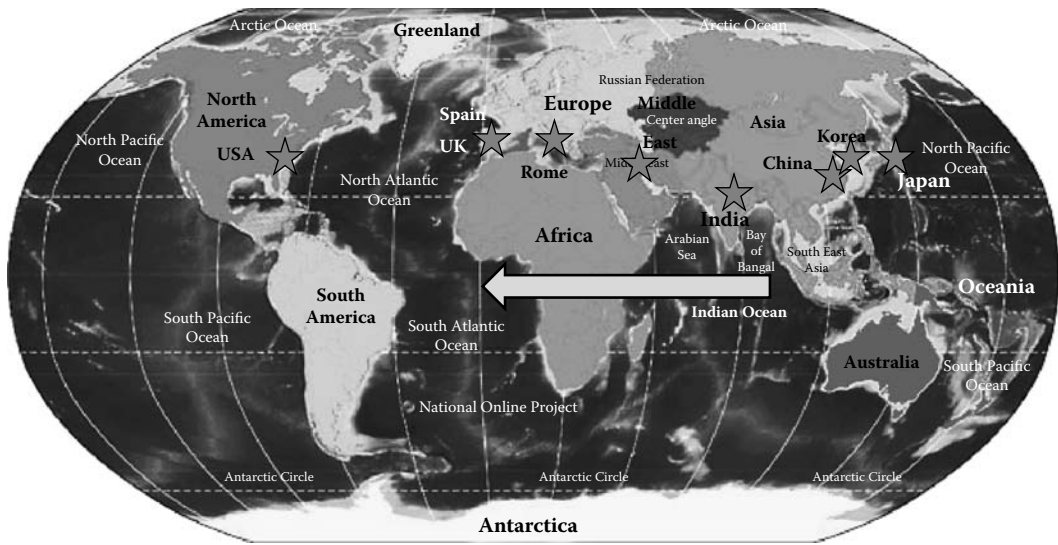 Arctic Ocean
Greenland
Arctic Ocean
Russian Federation
North
America
Spain
Europe
Middle
Center angle
Asia
North Pacific
Ocean
USA
UK
East
Mid East
Korea
North Pacific
Ocean
Rome
China
Japan
North Atlantic
Ocean
India
Africa
Arabian
Sea
Bay
of
Bangal
South East
Asia
South
America
Oceania
Indian Ocean
South Pacific
Ocean
South Atlantic
Ocean
Australia
South Pacific
Ocean
National Online Project
Antarctic Circle
Antarctic Circle
Antarctic Circle
Antarctica